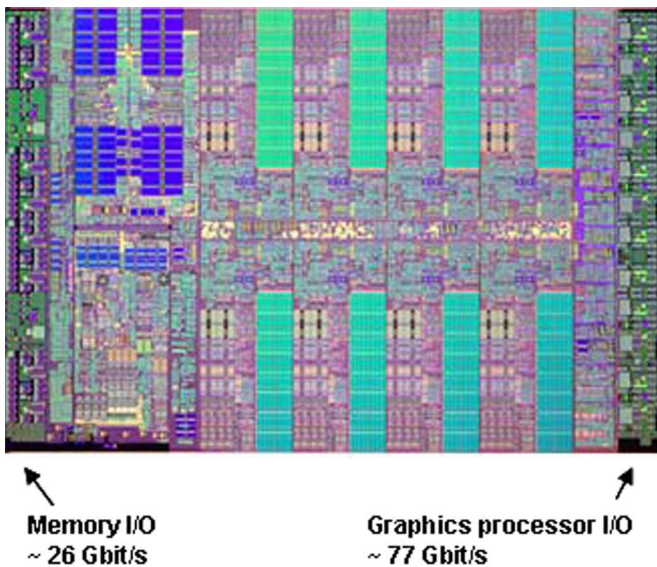 Memory I/O
~ 26 Gbit/s
Graphics processor I/O
~ 77 Gbit/s